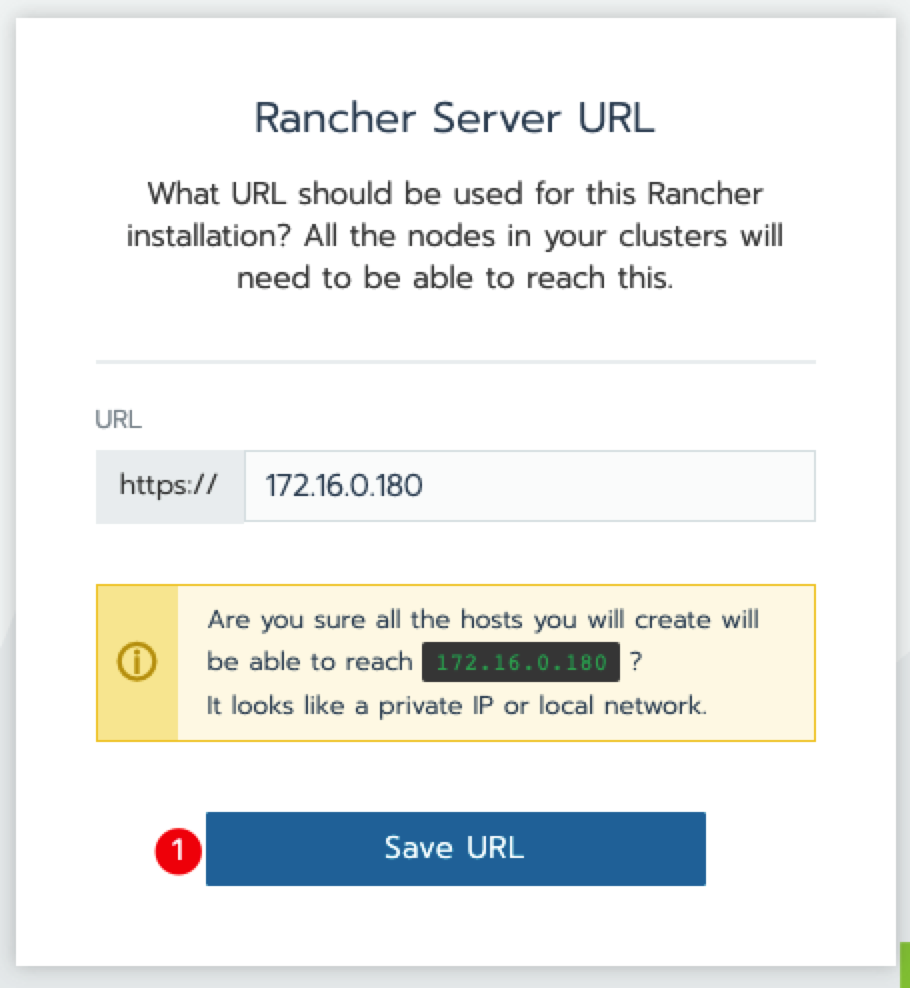 Rancher Server URL
What URL should be used for this Rancher
installation? All the nodes in your clusters will
need to be able to reach this.
URL
https:// 172.16.0.180
Are you sure all the hosts you will create will
be able to reach 172.16.0.180 ?
It looks like a private IP or local network.
1 Save URL